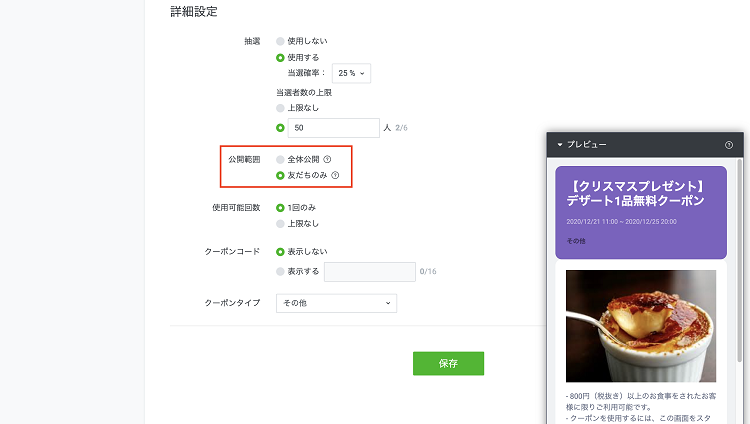 詳細設定
抽選
使用しない
使用する
当選確率：
25 %
当選者数の上限
上限なし
50
人 2/6
公開範囲
全体公開 ?
友だちのみ ?
使用可能回数
1回のみ
上限なし
クーポンコード
表示しない
表示する
0/16
クーポンタイプ
その他
保存
プレビュー ?
【クリスマスプレゼント】
デザート1品無料クーポン
2020/12/21 11:00 ~ 2020/12/25 20:00
その他
- 800円（税抜き）以上のお食事をされたお客
様に限りご利用可能です。
- クーポンを使用するには、この画面をスタ